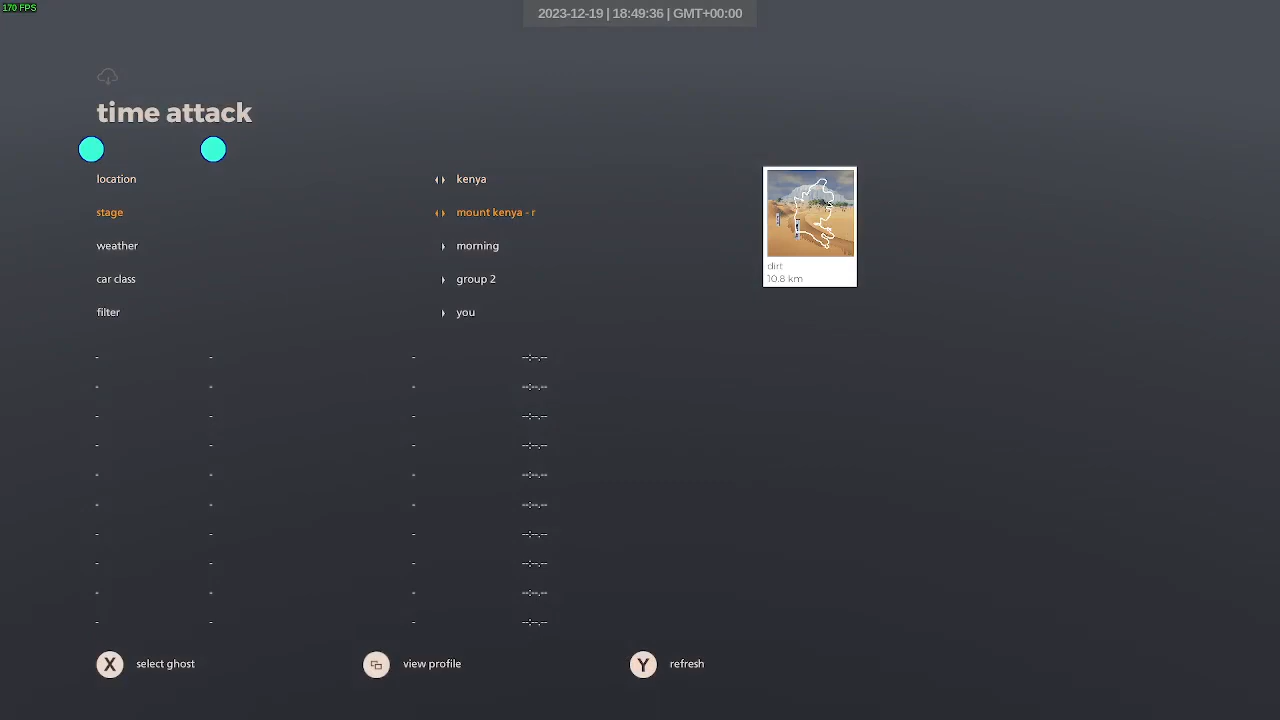 170 FPS
2023-12-19 | 18:49:36 | GMT+00:00
time attack
location kenya
stage mount kenya - r
weather morning
car class group 2
filter you
dirt
10.8 km
- - - --:--.--
- - - --:--.--
- - - --:--.--
- - - --:--.--
- - - --:--.--
- - - --:--.--
- - - --:--.--
- - - --:--.--
- - - --:--.--
- - - --:--.--
X select ghost view profile Y refresh